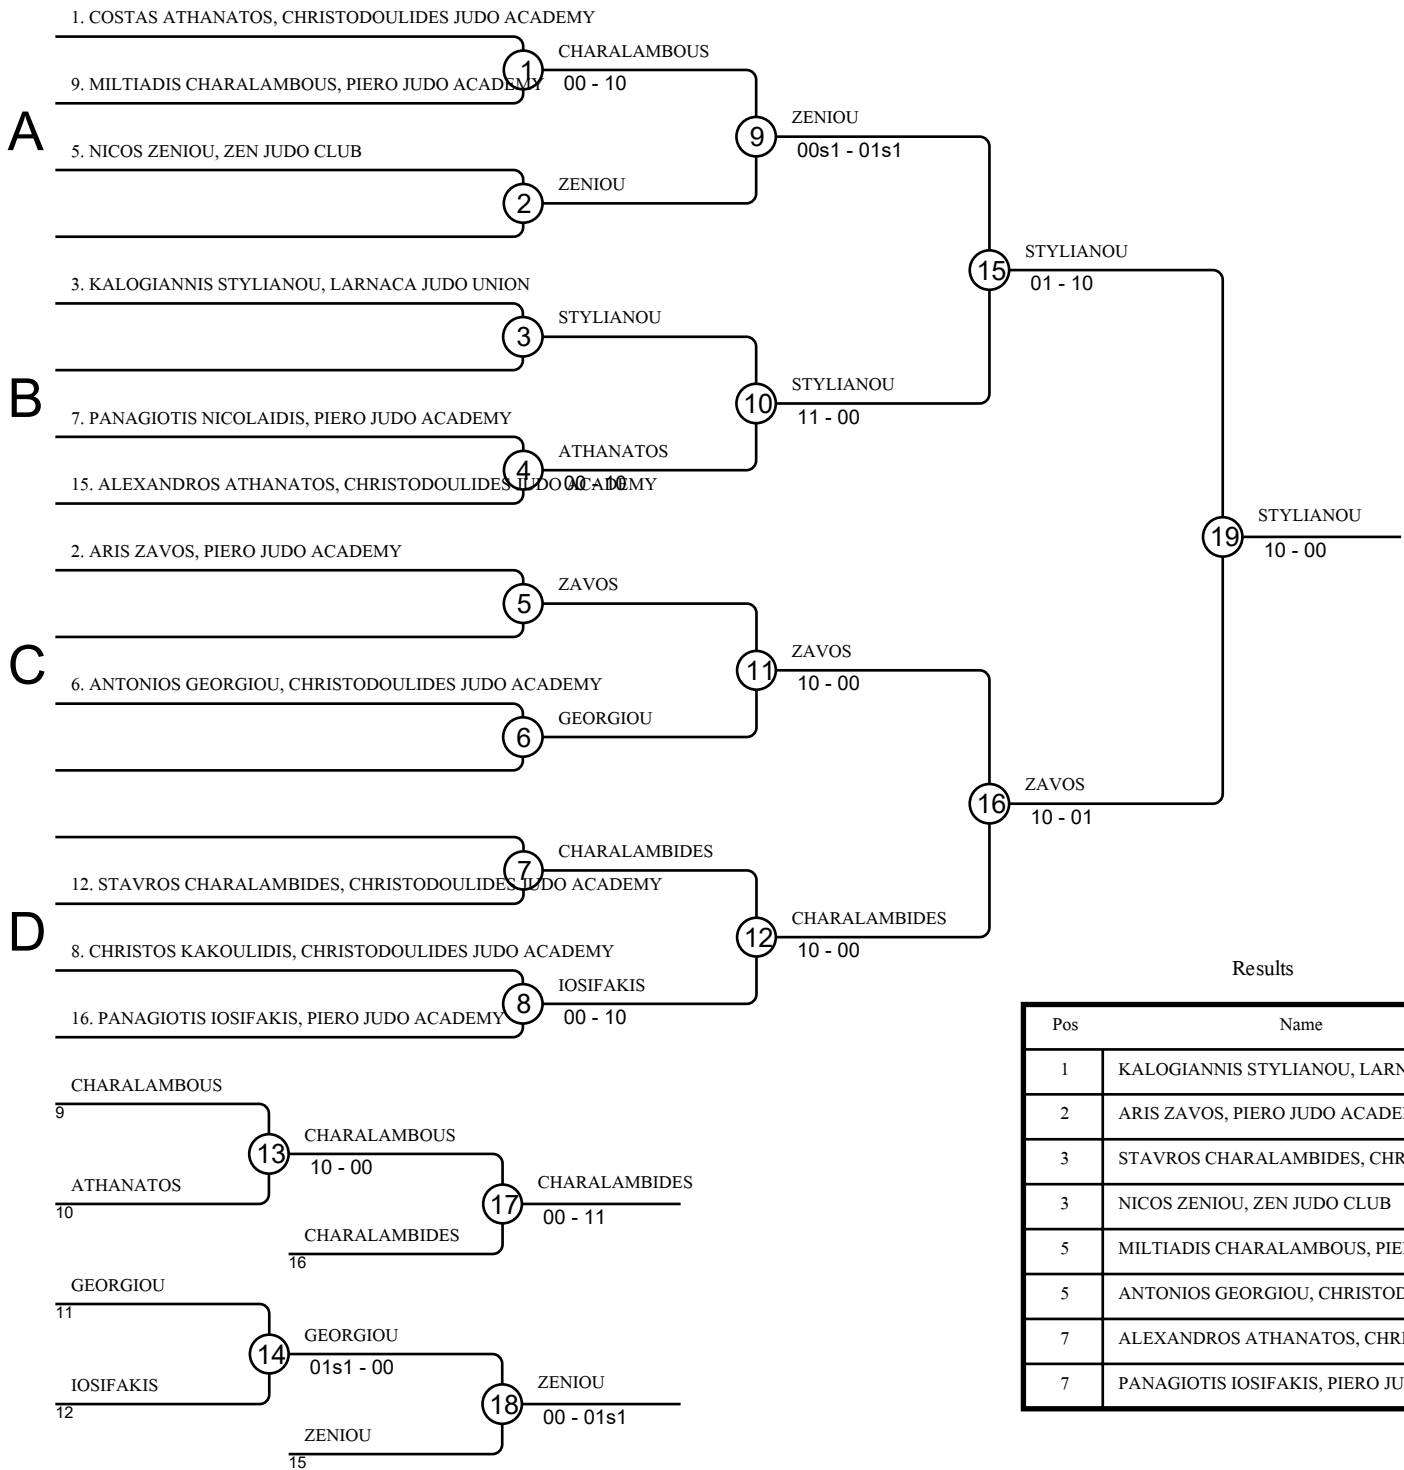 1. COSTAS ATHANATOS, CHRISTODOULIDES JUDO ACADEMY
1
CHARALAMBOUS
00 - 10
9. MILTIADIS CHARALAMBOUS, PIERO JUDO ACADEMY
A
9
ZENIOU
00s1 - 01s1
5. NICOS ZENIOU, ZEN JUDO CLUB
2
ZENIOU
15
STYLIANOU
01 - 10
3. KALOGIANNIS STYLIANOU, LARNACA JUDO UNION
3
STYLIANOU
B
10
STYLIANOU
11 - 00
7. PANAGIOTIS NICOLAIDIS, PIERO JUDO ACADEMY
4
ATHANATOS
00 - 10
15. ALEXANDROS ATHANATOS, CHRISTODOULIDES JUDO ACADEMY
19
STYLIANOU
10 - 00
2. ARIS ZAVOS, PIERO JUDO ACADEMY
5
ZAVOS
C
11
ZAVOS
10 - 00
6. ANTONIOS GEORGIOU, CHRISTODOULIDES JUDO ACADEMY
6
GEORGIOU
16
ZAVOS
10 - 01
7
CHARALAMBIDES
12. STAVROS CHARALAMBIDES, CHRISTODOULIDES JUDO ACADEMY
D
12
CHARALAMBIDES
10 - 00
8. CHRISTOS KAKOULIDIS, CHRISTODOULIDES JUDO ACADEMY
8
IOSIFAKIS
00 - 10
16. PANAGIOTIS IOSIFAKIS, PIERO JUDO ACADEMY
CHARALAMBOUS
9
13
CHARALAMBOUS
10 - 00
ATHANATOS
10
17
CHARALAMBIDES
00 - 11
CHARALAMBIDES
16
GEORGIOU
11
14
GEORGIOU
01s1 - 00
IOSIFAKIS
12
18
ZENIOU
00 - 01s1
ZENIOU
15
Results
Pos Name
1 KALOGIANNIS STYLIANOU, LARN
2 ARIS ZAVOS, PIERO JUDO ACADE
3 STAVROS CHARALAMBIDES, CHR
3 NICOS ZENIOU, ZEN JUDO CLUB
5 MILTIADIS CHARALAMBOUS, PIE
5 ANTONIOS GEORGIOU, CHRISTOD
7 ALEXANDROS ATHANATOS, CHR
7 PANAGIOTIS IOSIFAKIS, PIERO JU